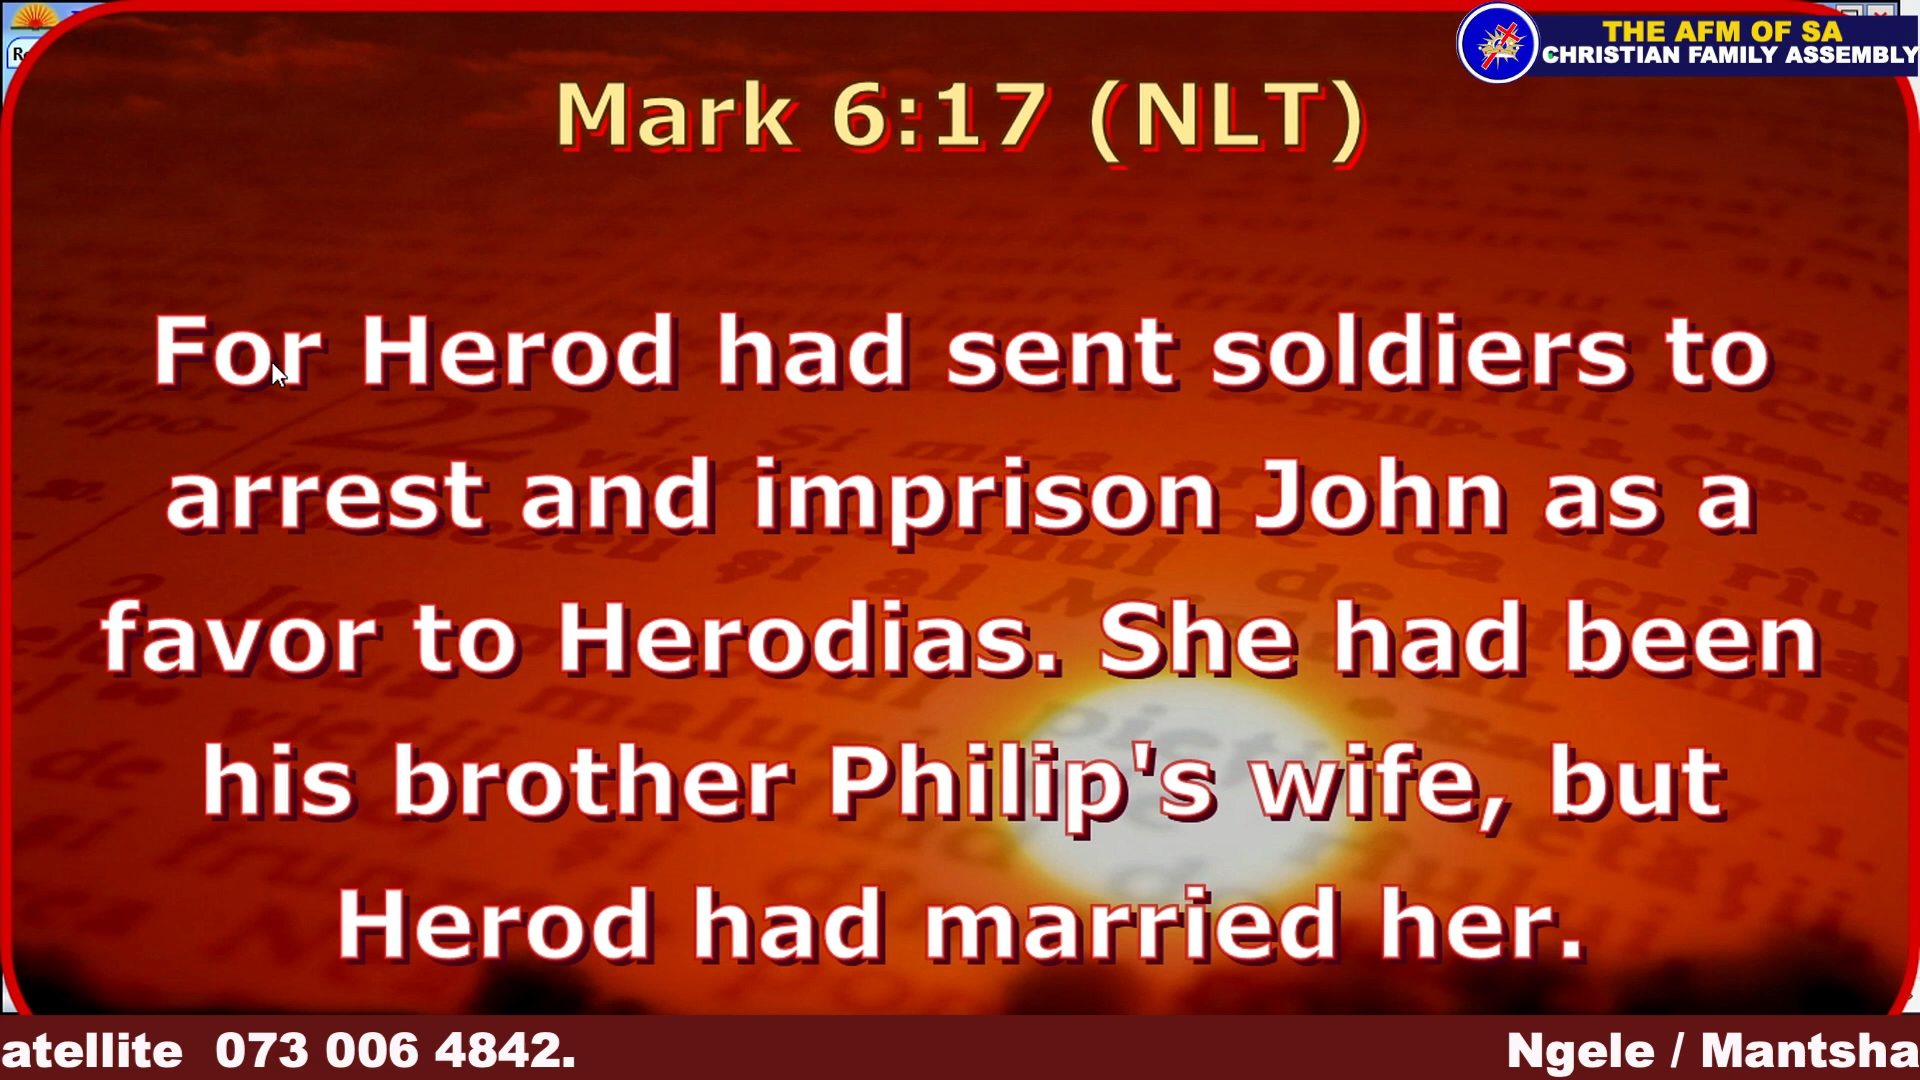 THE AFM OF SA
CHRISTIAN FAMILY ASSEMBLY
Mark 6:17 (NLT)
For Herod had sent soldiers to
arrest and imprison John as a
favor to Herodias. She had been
his brother Philip's wife, but
Herod had married her.
atellite 073 006 4842.
Ngele / Mantsha